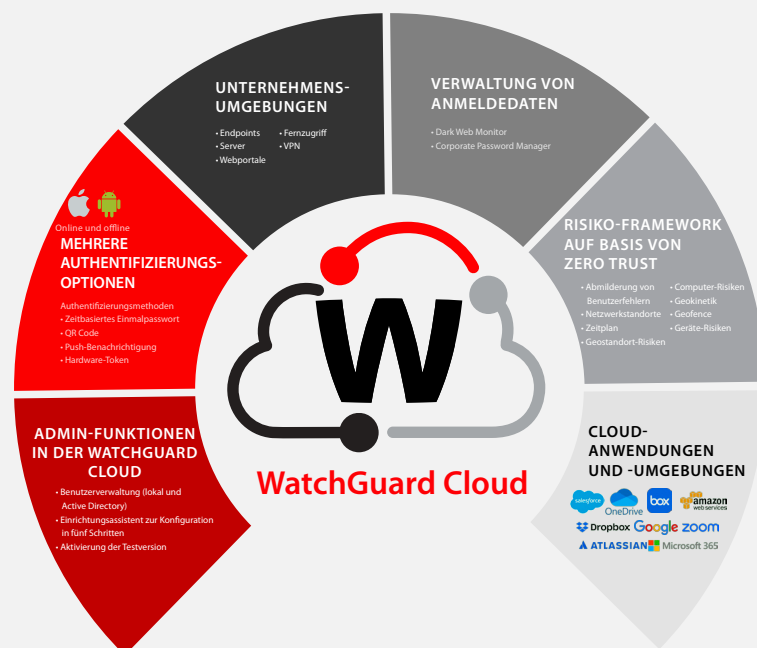 UNTERNEHMENS-
UMGEBUNGEN
• Endpoints
• Server
• Webportale
• Fernzugriff
• VPN
VERWALTUNG VON
ANMELDEDATEN
• Dark Web Monitor
• Corporate Password Manager
Online und offline
MEHRERE
AUTHENTIFIZIERUNGS-
OPTIONEN
Authentifizierungsmethoden
• Zeitbasiertes Einmalpasswort
• QR Code
• Push-Benachrichtigung
• Hardware-Token
RISIKO-FRAMEWORK
AUF BASIS VON
ZERO TRUST
• Abmilderung von
Benutzerfehlern
• Netzwerkstandorte
• Zeitplan
• Geostandort-Risiken
• Computer-Risiken
• Geokinetik
• Geofence
• Geräte-Risiken
W
WatchGuard Cloud
ADMIN-FUNKTIONEN
IN DER WATCHGUARD
CLOUD
• Benutzerverwaltung (lokal und
Active Directory)
• Einrichtungsassistent zur Konfiguration
in fünf Schritten
• Aktivierung der Testversion
CLOUD-
ANWENDUNGEN
UND -UMGEBUNGEN
salesforce
OneDrive
box
amazon
web services
Dropbox
Google
zoom
ATLASSIAN
Microsoft 365